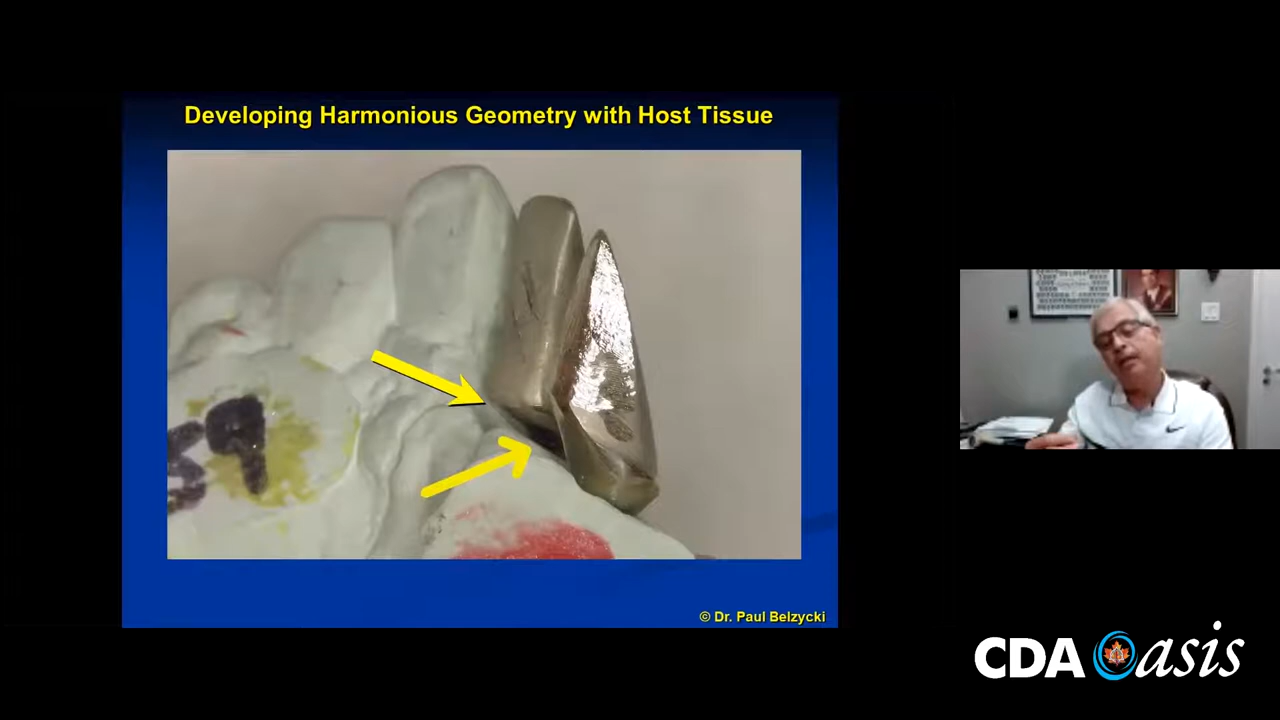 Developing Harmonious Geometry with Host Tissue
© Dr. Paul Belzycki
CDA Oasis